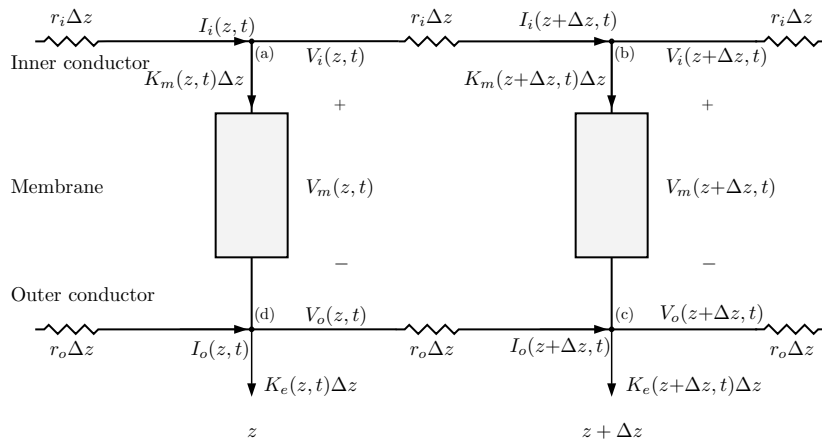 r_iΔz I_i(z,t) r_iΔz I_i(z+Δz,t) r_iΔz
(a) V_i(z,t) (b) V_i(z+Δz,t)
Inner conductor
K_m(z,t)Δz K_m(z+Δz,t)Δz
+ +
Membrane V_m(z,t) V_m(z+Δz,t)
− −
Outer conductor
(d) V_o(z,t) (c) V_o(z+Δz,t)
r_oΔz I_o(z,t) r_oΔz I_o(z+Δz,t) r_oΔz
K_e(z,t)Δz K_e(z+Δz,t)Δz
z z + Δz